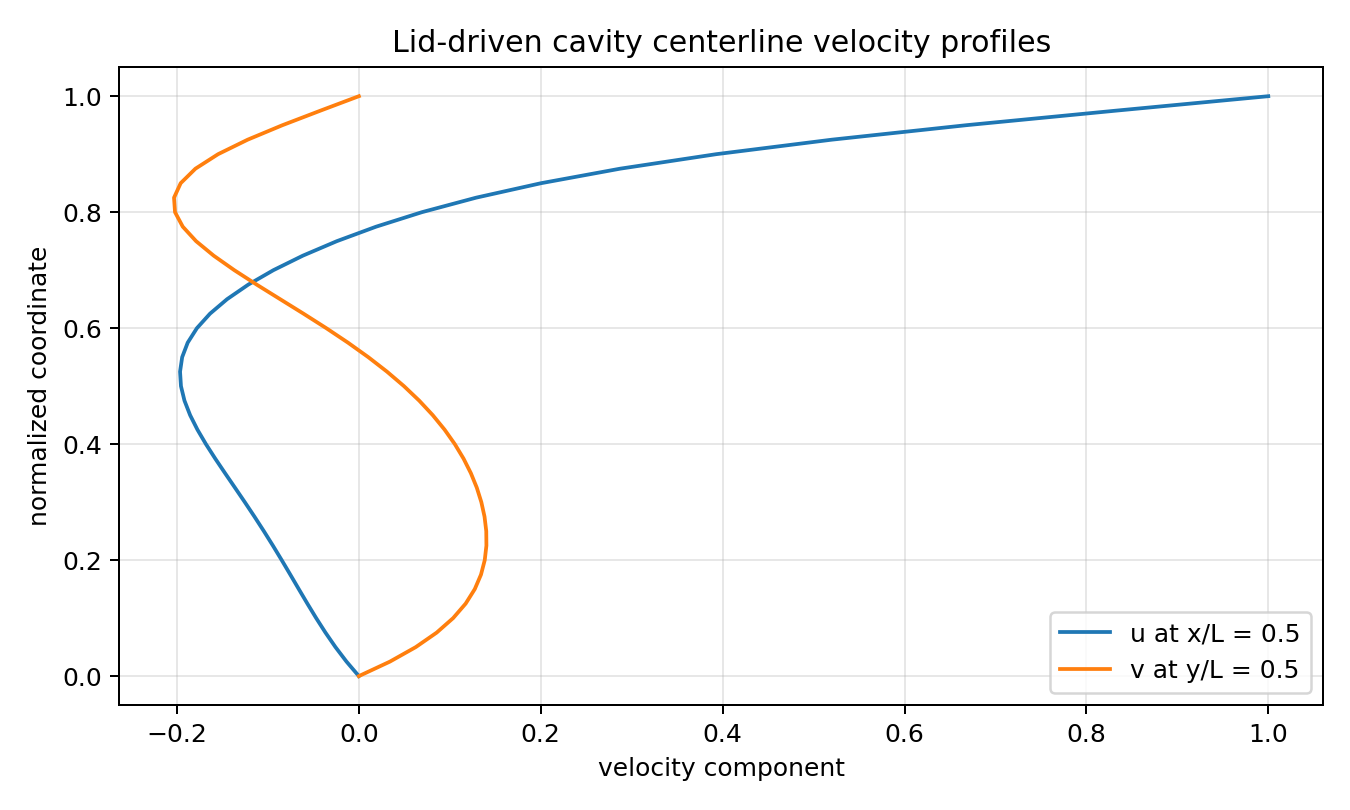 Lid-driven cavity centerline velocity profiles
1.0
0.8
0.6
0.4
0.2
0.0
normalized coordinate
−0.2 0.0 0.2 0.4 0.6 0.8 1.0
velocity component
u at x/L = 0.5
v at y/L = 0.5